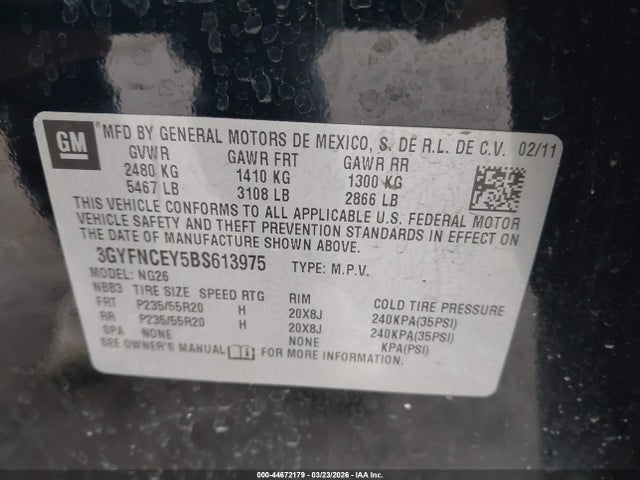 GM
MFD BY GENERAL MOTORS DE MEXICO, S. DE R.L. DE C.V. 02/11
GVWR GAWR FRT GAWR RR
2480 KG 1410 KG 1300 KG
5467 LB 3108 LB 2866 LB
THIS VEHICLE CONFORMS TO ALL APPLICABLE U.S. FEDERAL MOTOR
VEHICLE SAFETY AND THEFT PREVENTION STANDARDS IN EFFECT
ON THE DATE OF MANUFACTURE SHOWN ABOVE.
3GYFNCEY5BS613975 TYPE: M.P.V.
MODEL: NG26
NBB3 TIRE SIZE SPEED RTG RIM COLD TIRE PRESSURE
FRT P235/55R20 H 20X8J 240KPA(35PSI)
RR P235/55R20 H 20X8J 240KPA(35PSI)
SPA NONE NONE KPA(PSI)
SEE OWNER'S MANUAL FOR MORE INFORMATION.
000-44672179 - 03/23/2026 - IAA Inc.